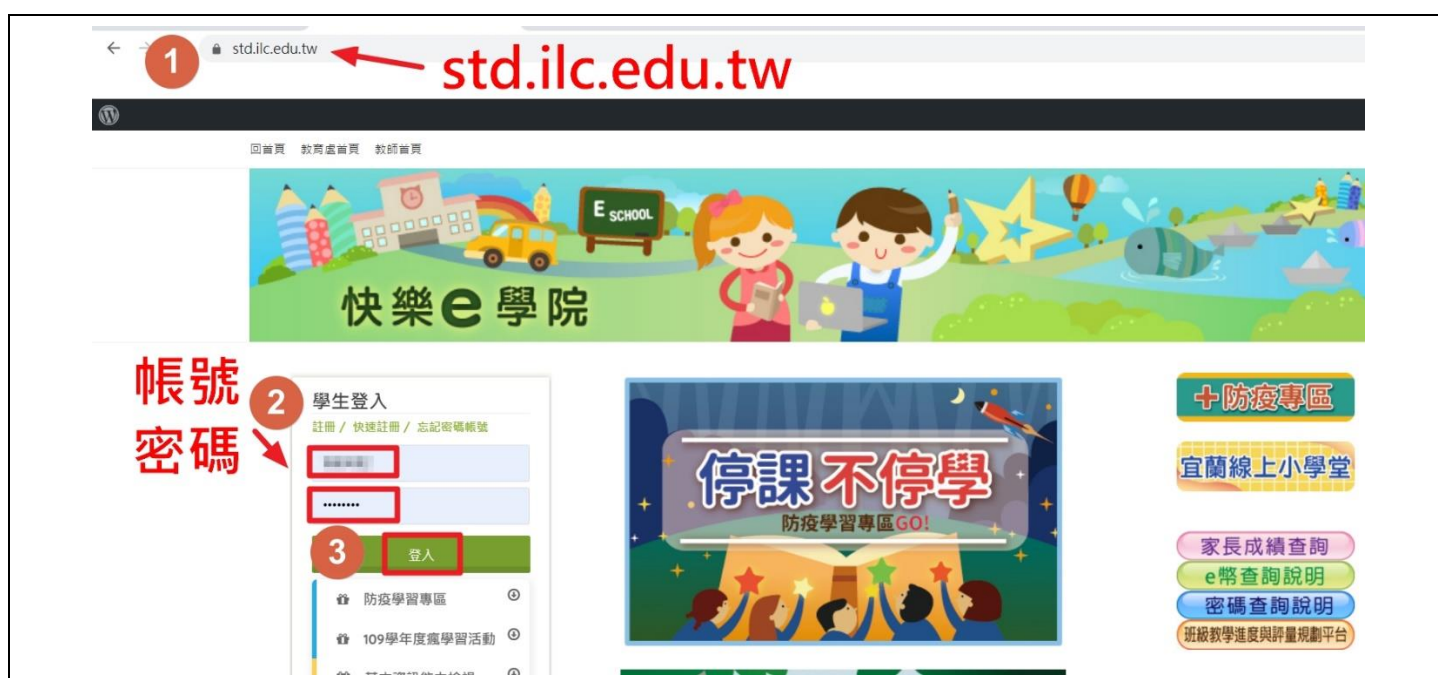 1
std.ilc.edu.tw
std.ilc.edu.tw
回首頁 教育處首頁 教師首頁
E SCHOOL
快樂e學院
帳號
密碼
2
學生登入
註冊 / 快速註冊 / 忘記密碼帳號
••••••••
3
登入
防疫學習專區
109學年度瘋學習活動
停課不停學
防疫學習專區GO!
+防疫專區
宜蘭線上小學堂
家長成績查詢
e幣查詢說明
密碼查詢說明
班級教學進度與評量規劃平台